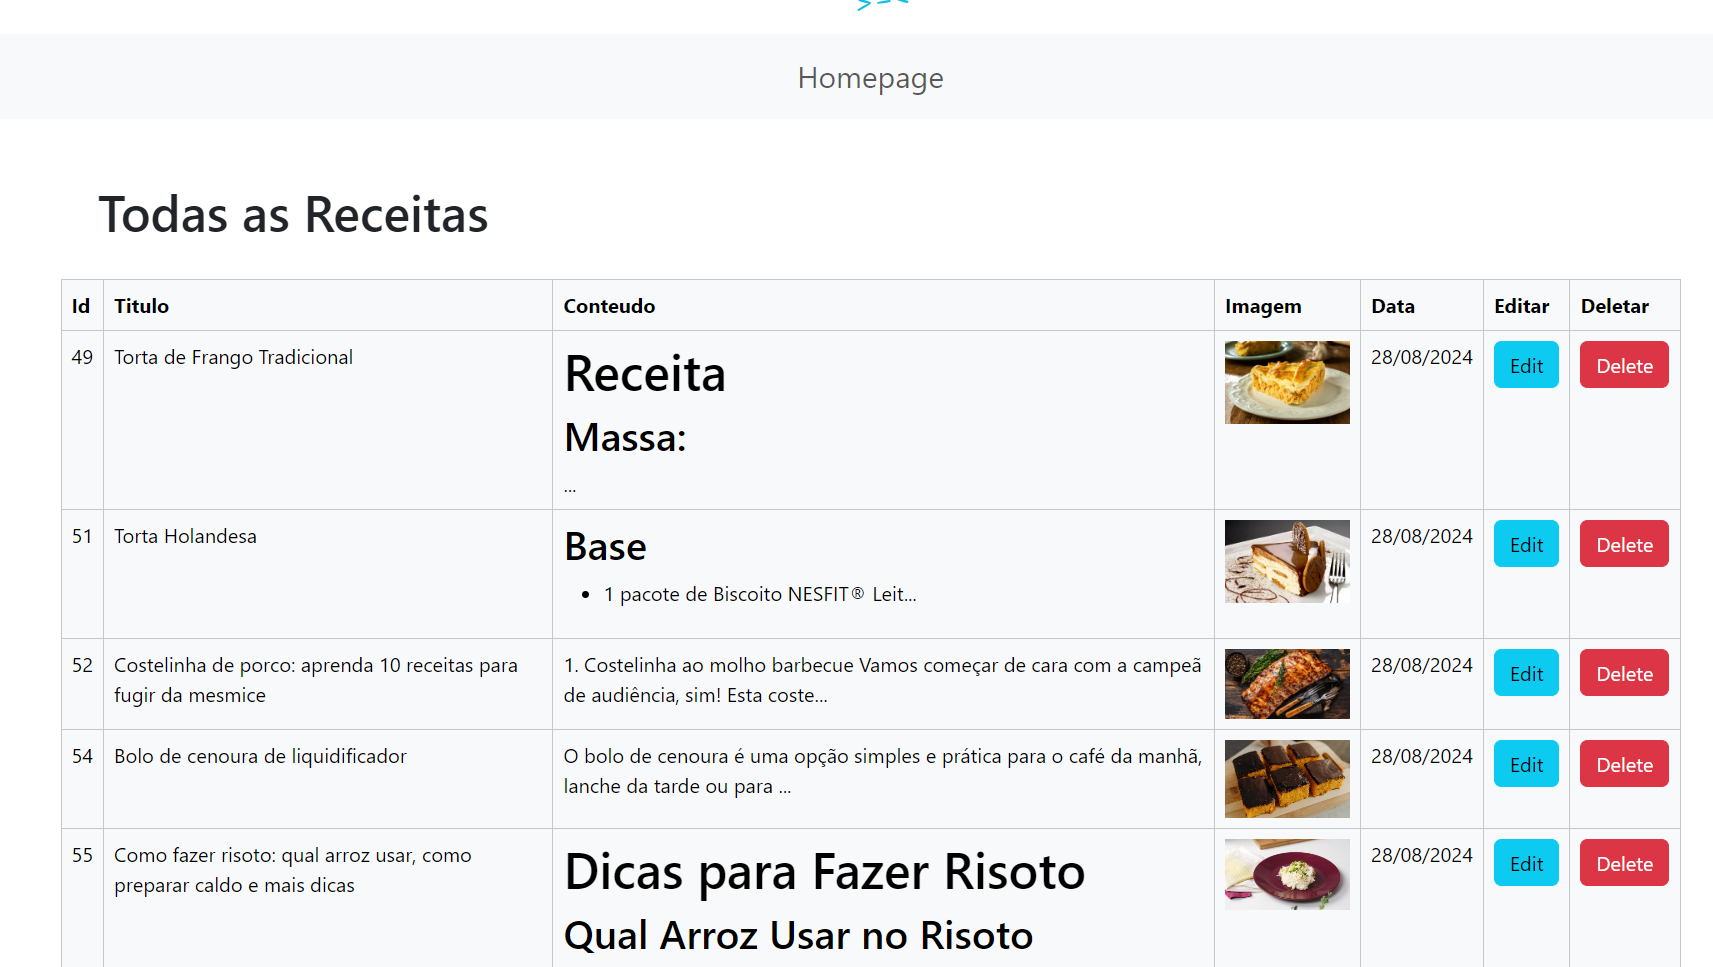 Homepage
Todas as Receitas
Id Titulo Conteudo Imagem Data Editar Deletar
49 Torta de Frango Tradicional Receita 28/08/2024 Edit Delete
Massa:
...
51 Torta Holandesa Base 28/08/2024 Edit Delete
1 pacote de Biscoito NESFIT® Leit...
52 Costelinha de porco: aprenda 10 receitas para 1. Costelinha ao molho barbecue Vamos começar de cara com a campeã 28/08/2024 Edit Delete
fugir da mesmice de audiência, sim! Esta coste...
54 Bolo de cenoura de liquidificador O bolo de cenoura é uma opção simples e prática para o café da manhã, 28/08/2024 Edit Delete
lanche da tarde ou para ...
55 Como fazer risoto: qual arroz usar, como Dicas para Fazer Risoto 28/08/2024 Edit Delete
preparar caldo e mais dicas
Qual Arroz Usar no Risoto